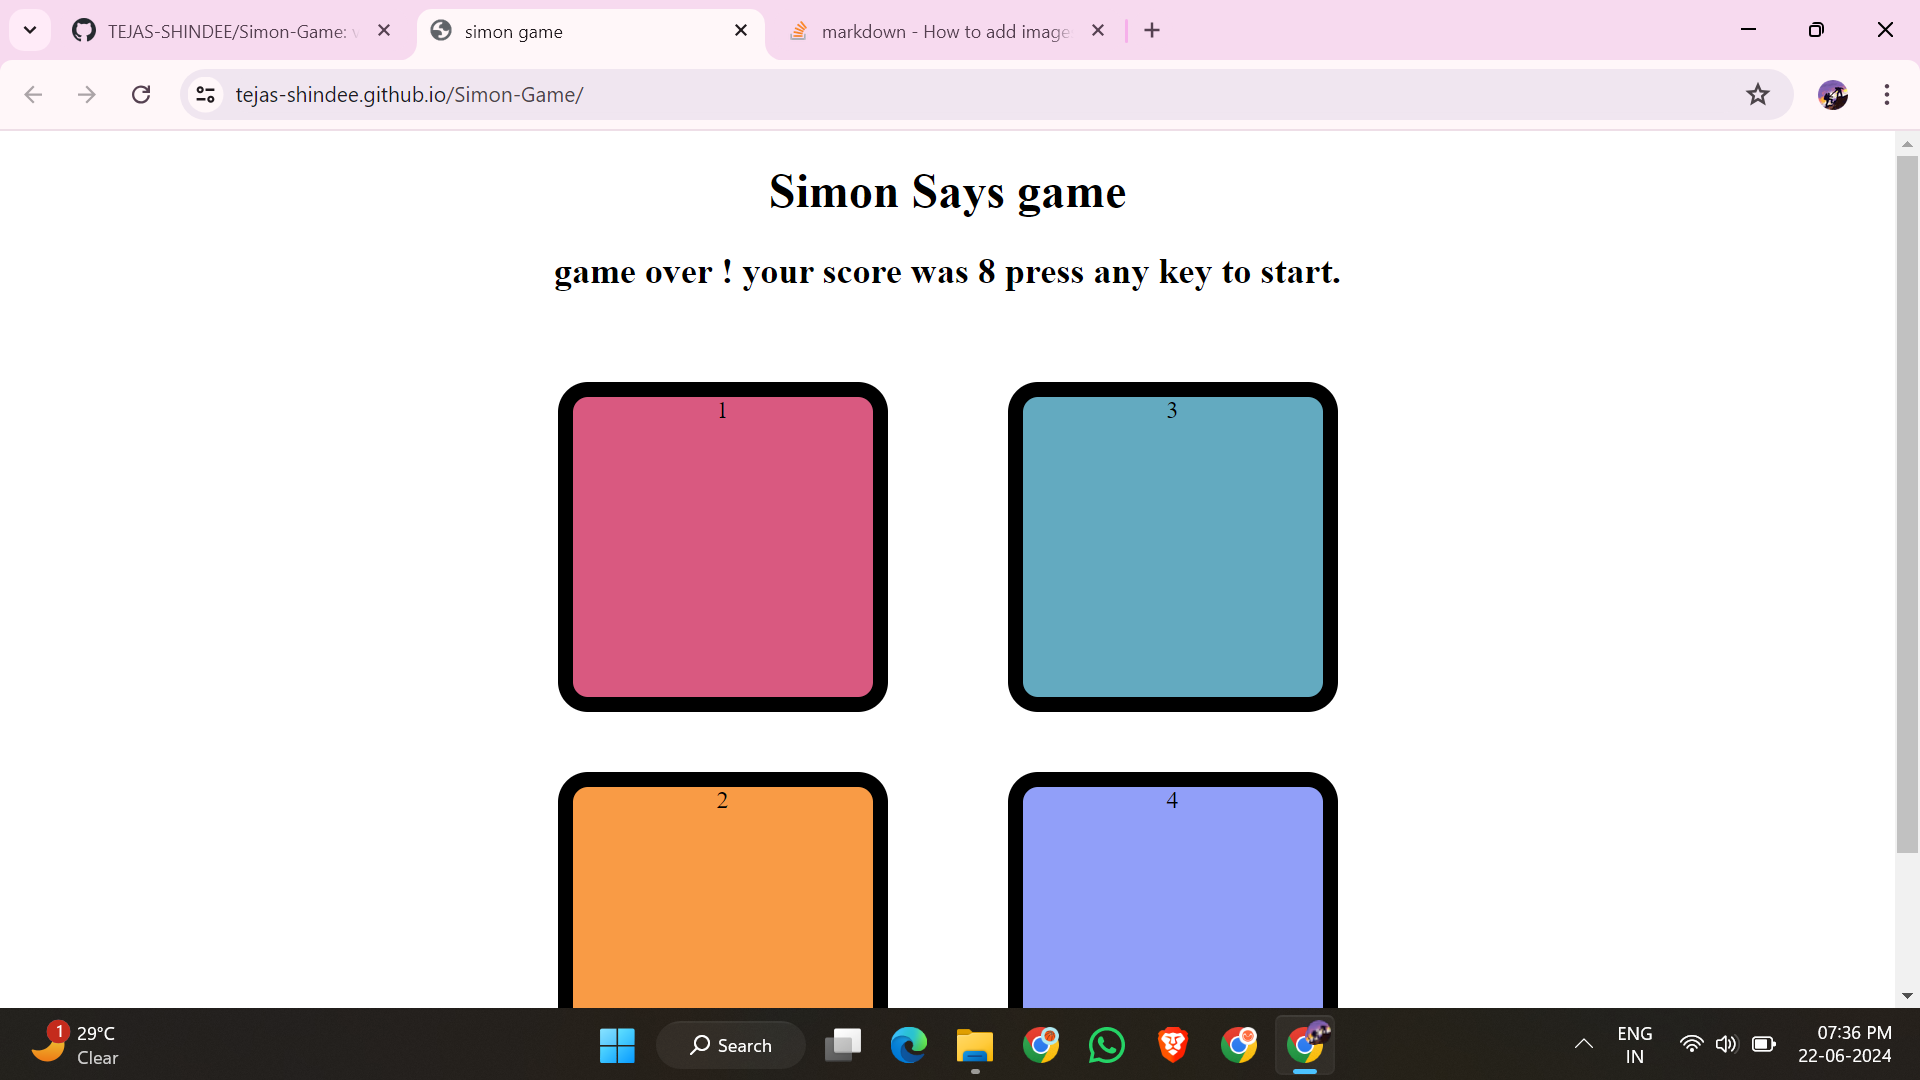 TEJAS-SHINDEE/Simon-Game:
simon game
markdown - How to add image
tejas-shindee.github.io/Simon-Game/
Simon Says game
game over ! your score was 8 press any key to start.
1
3
2
4
1
29°C
Clear
Search
ENG
IN
07:36 PM
22-06-2024